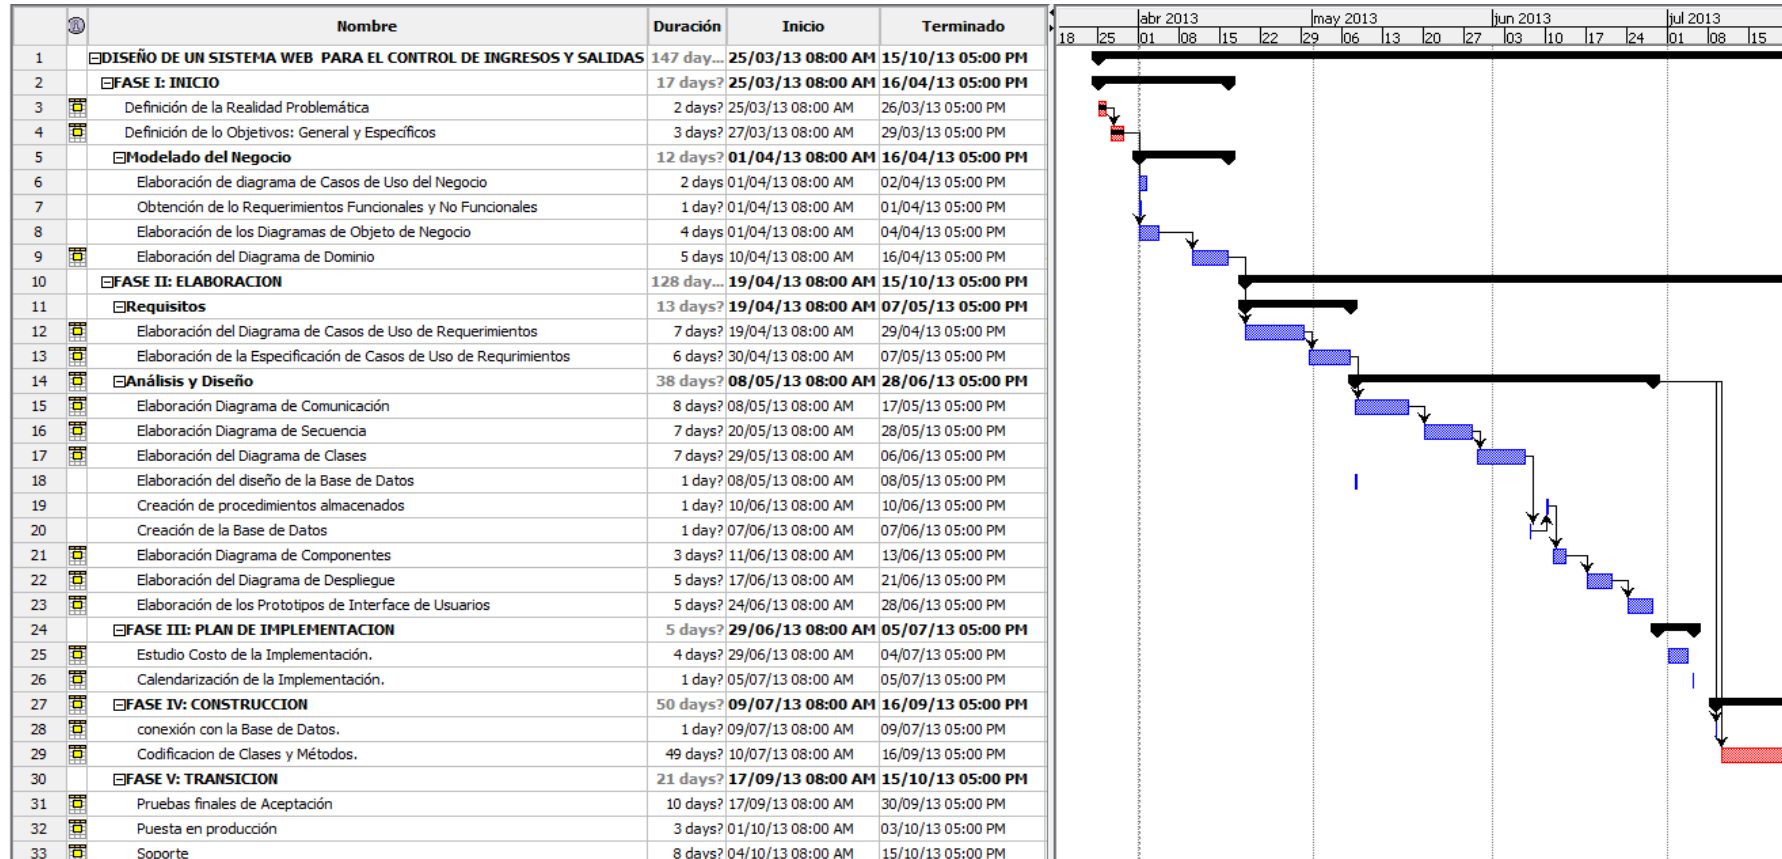 Nombre Duración Inicio Terminado
abr 2013 may 2013 jun 2013 jul 2013
18 25 01 08 15 22 29 06 13 20 27 03 10 17 24 01 08 15
1 DISEÑO DE UN SISTEMA WEB PARA EL CONTROL DE INGRESOS Y SALIDAS 147 day... 25/03/13 08:00 AM 15/10/13 05:00 PM
2 FASE I: INICIO 17 days? 25/03/13 08:00 AM 16/04/13 05:00 PM
3 Definición de la Realidad Problemática 2 days? 25/03/13 08:00 AM 26/03/13 05:00 PM
4 Definición de lo Objetivos: General y Específicos 3 days? 27/03/13 08:00 AM 29/03/13 05:00 PM
5 Modelado del Negocio 12 days? 01/04/13 08:00 AM 16/04/13 05:00 PM
6 Elaboración de diagrama de Casos de Uso del Negocio 2 days 01/04/13 08:00 AM 02/04/13 05:00 PM
7 Obtención de lo Requerimientos Funcionales y No Funcionales 1 day? 01/04/13 08:00 AM 01/04/13 05:00 PM
8 Elaboración de los Diagramas de Objeto de Negocio 4 days 01/04/13 08:00 AM 04/04/13 05:00 PM
9 Elaboración del Diagrama de Dominio 5 days 10/04/13 08:00 AM 16/04/13 05:00 PM
10 FASE II: ELABORACION 128 day... 19/04/13 08:00 AM 15/10/13 05:00 PM
11 Requisitos 13 days? 19/04/13 08:00 AM 07/05/13 05:00 PM
12 Elaboración del Diagrama de Casos de Uso de Requerimientos 7 days? 19/04/13 08:00 AM 29/04/13 05:00 PM
13 Elaboración de la Especificación de Casos de Uso de Requrimientos 6 days? 30/04/13 08:00 AM 07/05/13 05:00 PM
14 Análisis y Diseño 38 days? 08/05/13 08:00 AM 28/06/13 05:00 PM
15 Elaboración Diagrama de Comunicación 8 days? 08/05/13 08:00 AM 17/05/13 05:00 PM
16 Elaboración Diagrama de Secuencia 7 days? 20/05/13 08:00 AM 28/05/13 05:00 PM
17 Elaboración del Diagrama de Clases 7 days? 29/05/13 08:00 AM 06/06/13 05:00 PM
18 Elaboración del diseño de la Base de Datos 1 day? 08/05/13 08:00 AM 08/05/13 05:00 PM
19 Creación de procedimientos almacenados 1 day? 10/06/13 08:00 AM 10/06/13 05:00 PM
20 Creación de la Base de Datos 1 day? 07/06/13 08:00 AM 07/06/13 05:00 PM
21 Elaboración Diagrama de Componentes 3 days? 11/06/13 08:00 AM 13/06/13 05:00 PM
22 Elaboración del Diagrama de Despliegue 5 days? 17/06/13 08:00 AM 21/06/13 05:00 PM
23 Elaboración de los Prototipos de Interface de Usuarios 5 days? 24/06/13 08:00 AM 28/06/13 05:00 PM
24 FASE III: PLAN DE IMPLEMENTACION 5 days? 29/06/13 08:00 AM 05/07/13 05:00 PM
25 Estudio Costo de la Implementación. 4 days? 29/06/13 08:00 AM 04/07/13 05:00 PM
26 Calendarización de la Implementación. 1 day? 05/07/13 08:00 AM 05/07/13 05:00 PM
27 FASE IV: CONSTRUCCION 50 days? 09/07/13 08:00 AM 16/09/13 05:00 PM
28 conexión con la Base de Datos. 1 day? 09/07/13 08:00 AM 09/07/13 05:00 PM
29 Codificacion de Clases y Métodos. 49 days? 10/07/13 08:00 AM 16/09/13 05:00 PM
30 FASE V: TRANSICION 21 days? 17/09/13 08:00 AM 15/10/13 05:00 PM
31 Pruebas finales de Aceptación 10 days? 17/09/13 08:00 AM 30/09/13 05:00 PM
32 Puesta en producción 3 days? 01/10/13 08:00 AM 03/10/13 05:00 PM
33 Soporte 8 days? 04/10/13 08:00 AM 15/10/13 05:00 PM